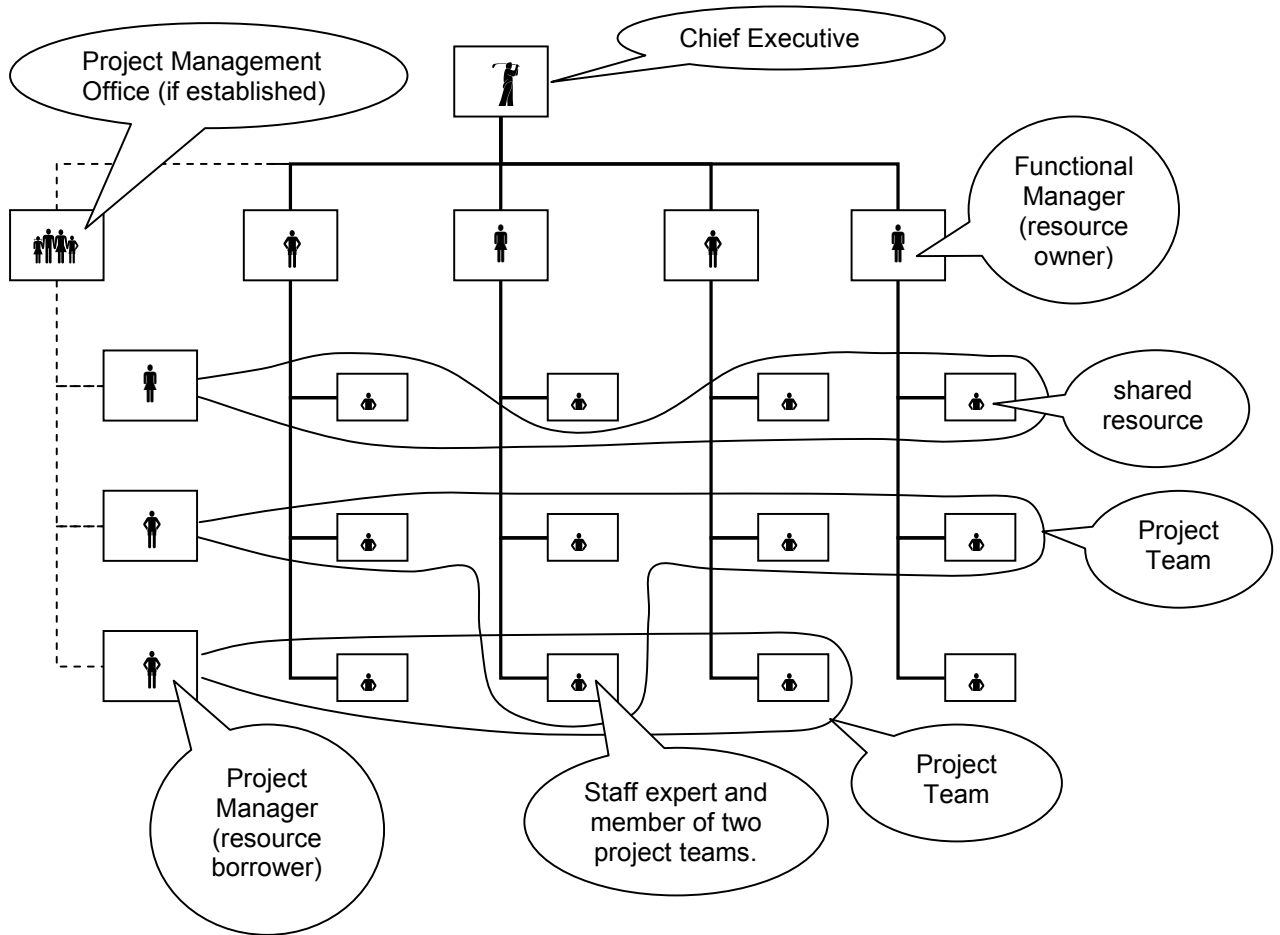 Chief Executive
Project Management
Office (if established)
Functional
Manager
(resource
owner)
shared
resource
Project
Team
Project
Manager
(resource
borrower)
Staff expert and
member of two
project teams.
Project
Team